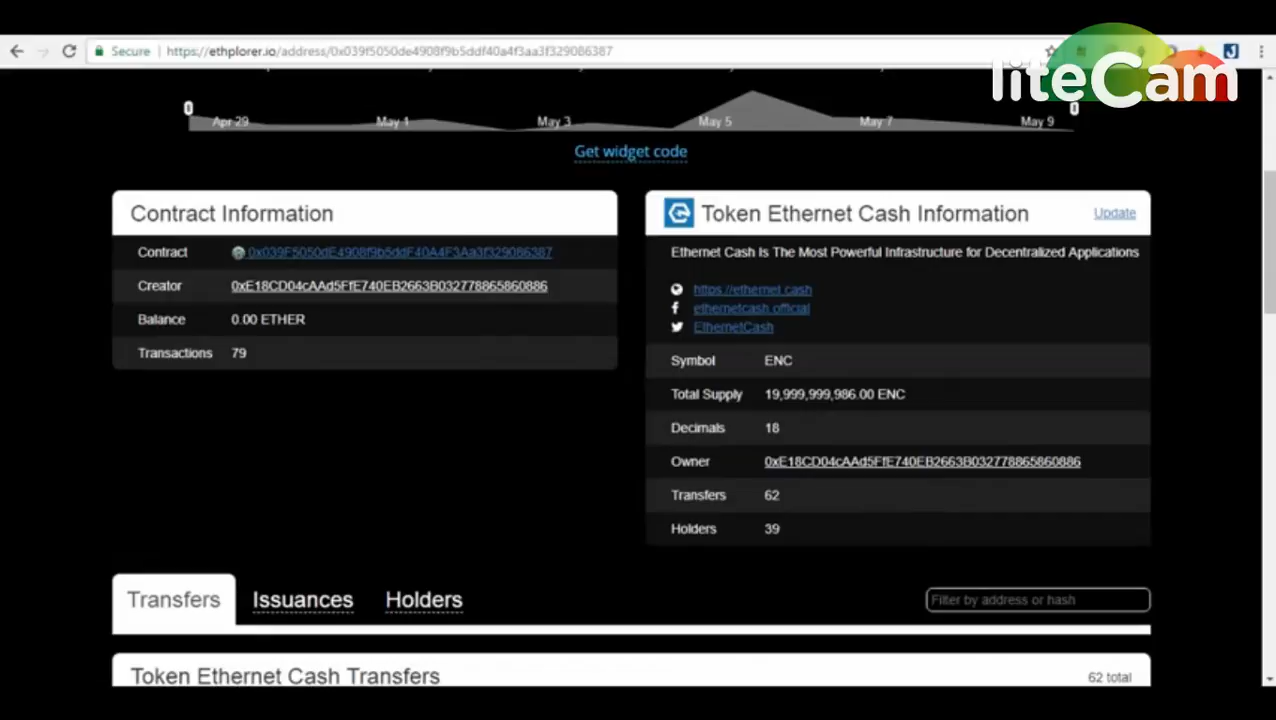 liteCam
Secure | https://ethplorer.io/address/0x039f5050de4908f9b5ddf40a4f3aa3f329086387
Apr 29 May 1 May 3 May 5 May 7 May 9
Get widget code
Contract Information
Contract 0x039F5050dE4908f9b5ddF40A4F3Aa3f329086387
Creator 0xE18CD04cAAd5FfE740EB2663B032778865860886
Balance 0.00 ETHER
Transactions 79
Token Ethernet Cash Information Update
Ethernet Cash Is The Most Powerful Infrastructure for Decentralized Applications
https://ethernet.cash
ethernetcash.official
EthernetCash
Symbol ENC
Total Supply 19,999,999,986.00 ENC
Decimals 18
Owner 0xE18CD04cAAd5FfE740EB2663B032778865860886
Transfers 62
Holders 39
Transfers Issuances Holders Filter by address or hash
Token Ethernet Cash Transfers 62 total